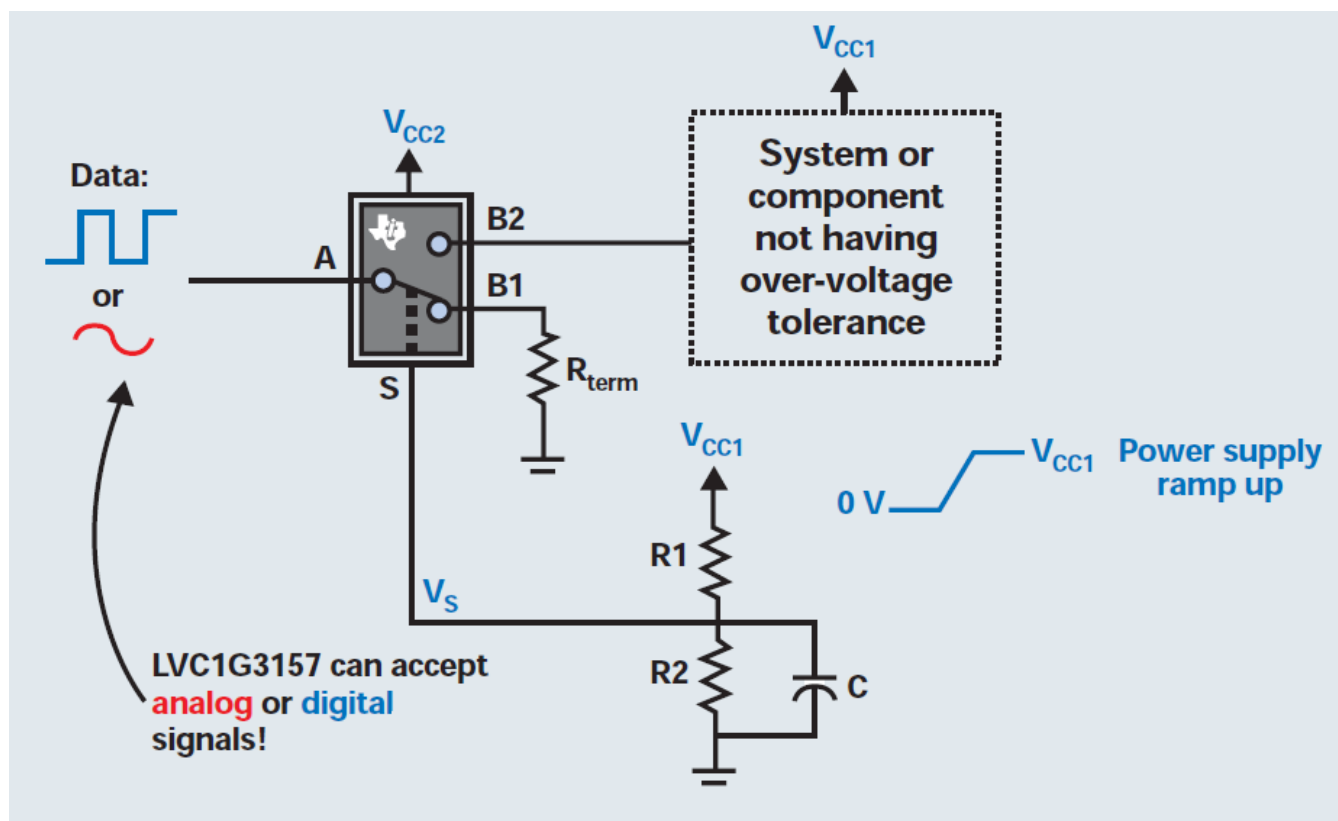 VCC1
VCC2
System or
component
not having
over-voltage
tolerance
Data:
or
A
B2
B1
S
Rterm
VCC1
VCC1 Power supply
ramp up
0 V
R1
VS
R2
C
LVC1G3157 can accept
analog or digital
signals!